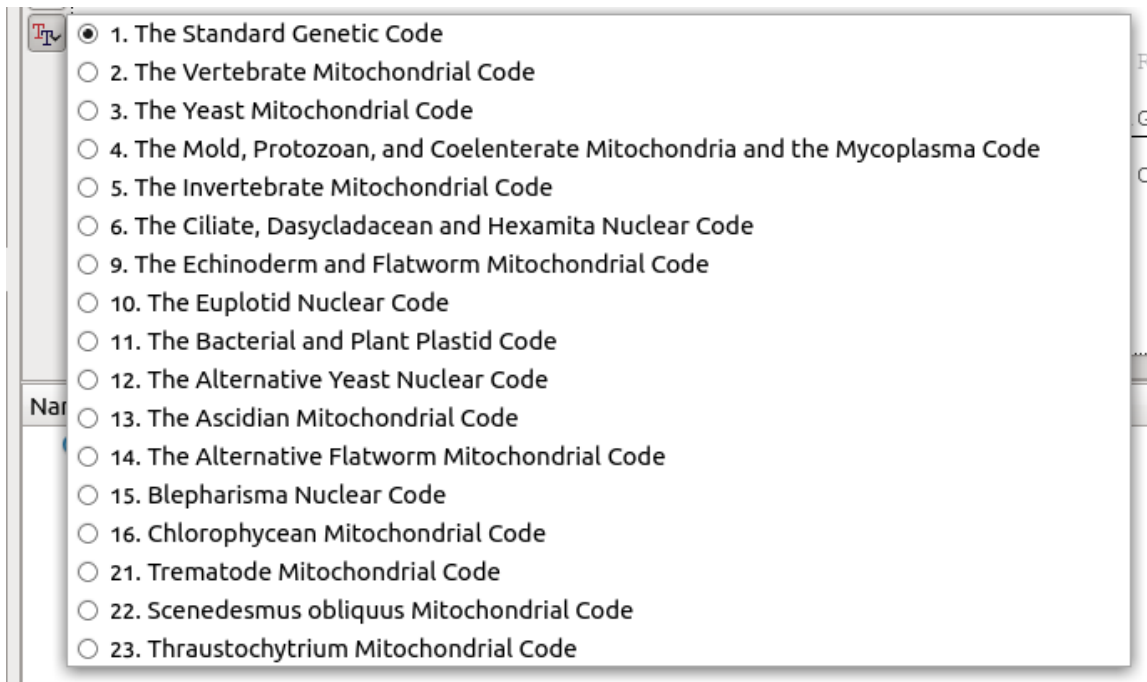 1. The Standard Genetic Code
2. The Vertebrate Mitochondrial Code
3. The Yeast Mitochondrial Code
4. The Mold, Protozoan, and Coelenterate Mitochondria and the Mycoplasma Code
5. The Invertebrate Mitochondrial Code
6. The Ciliate, Dasycladacean and Hexamita Nuclear Code
9. The Echinoderm and Flatworm Mitochondrial Code
10. The Euplotid Nuclear Code
11. The Bacterial and Plant Plastid Code
12. The Alternative Yeast Nuclear Code
13. The Ascidian Mitochondrial Code
14. The Alternative Flatworm Mitochondrial Code
15. Blepharisma Nuclear Code
16. Chlorophycean Mitochondrial Code
21. Trematode Mitochondrial Code
22. Scenedesmus obliquus Mitochondrial Code
23. Thraustochytrium Mitochondrial Code